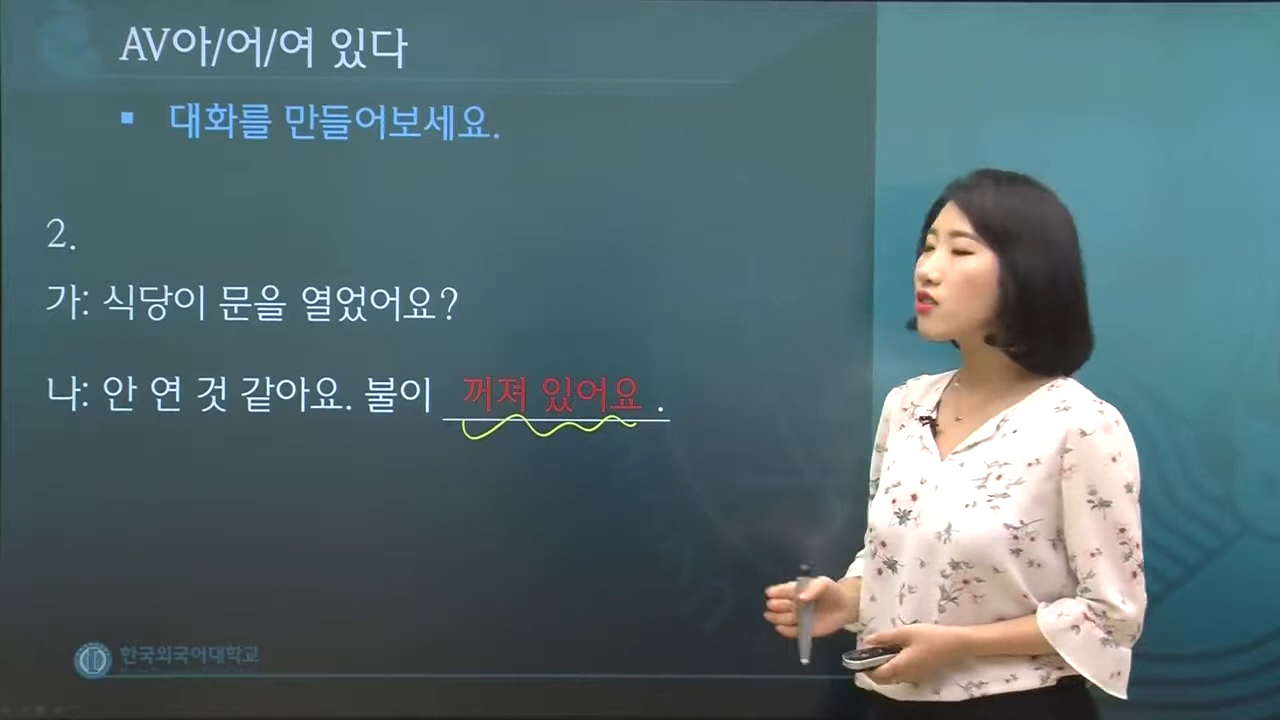 AV아/어/여 있다
▪ 대화를 만들어보세요.
2.
가: 식당이 문을 열었어요?
나: 안 연 것 같아요. 불이 꺼져 있어요.
한국외국어대학교